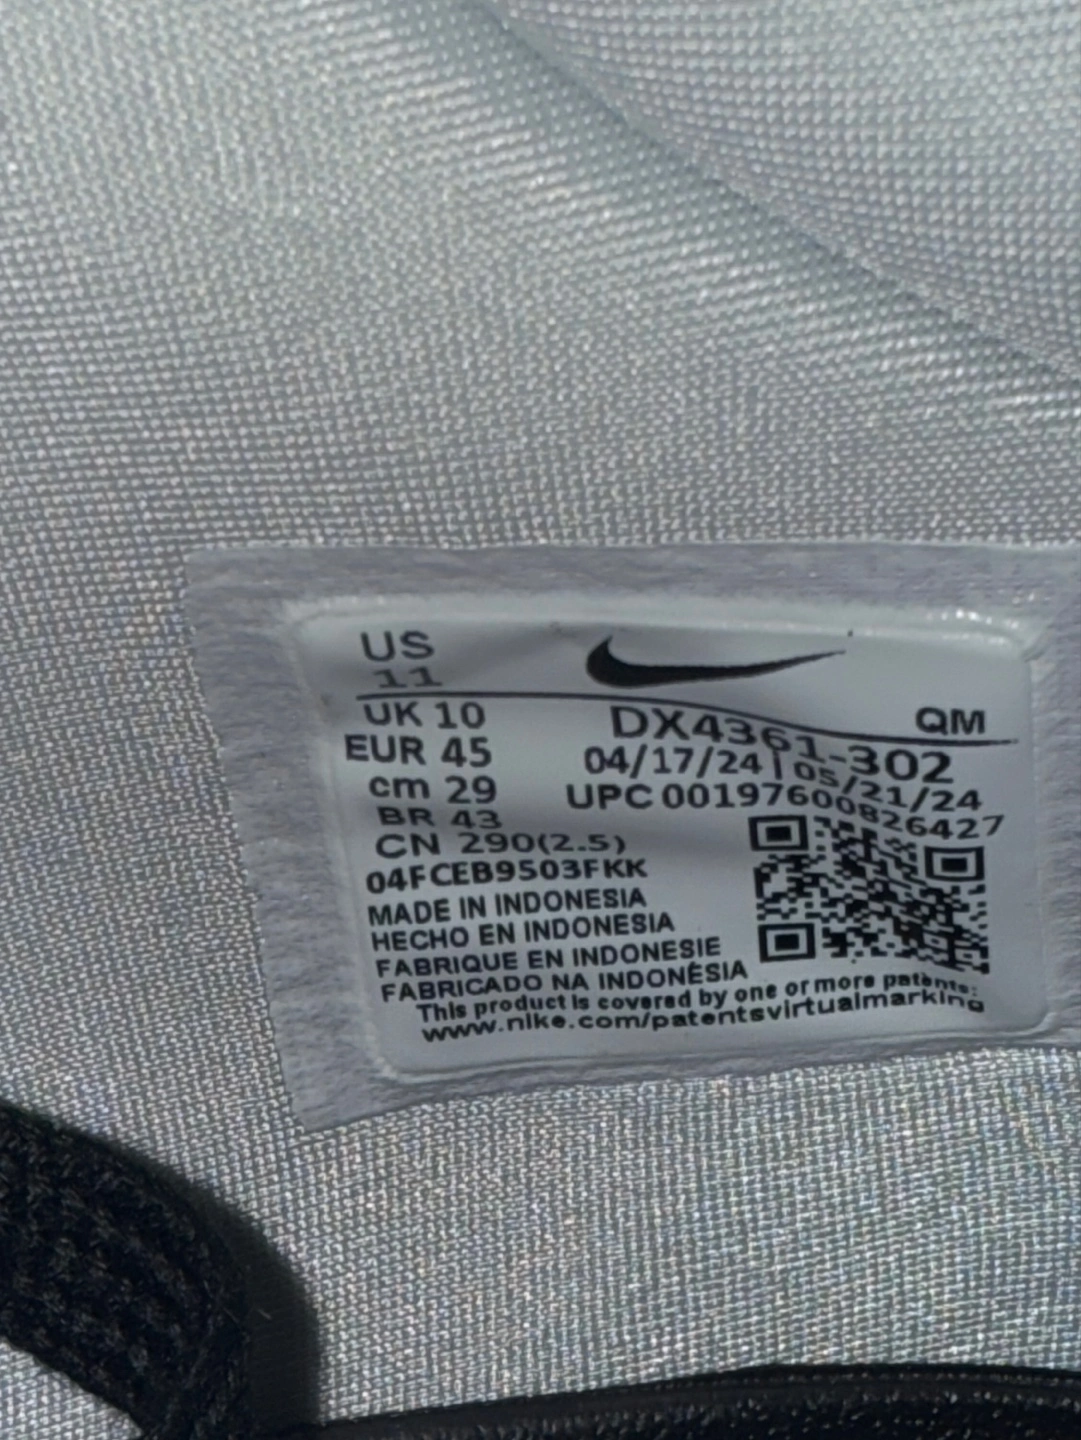 US
11
UK 10
QM
DX4361-302
EUR 45
04/17/24 | 05/21/24
cm 29
UPC 00197600826427
BR 43
CN 290(2.5)
04FCEB9503FKK
MADE IN INDONESIA
HECHO EN INDONESIA
FABRIQUE EN INDONESIE
FABRICADO NA INDONÉSIA
This product is covered by one or more patents:
www.nike.com/patentsvirtualmarking